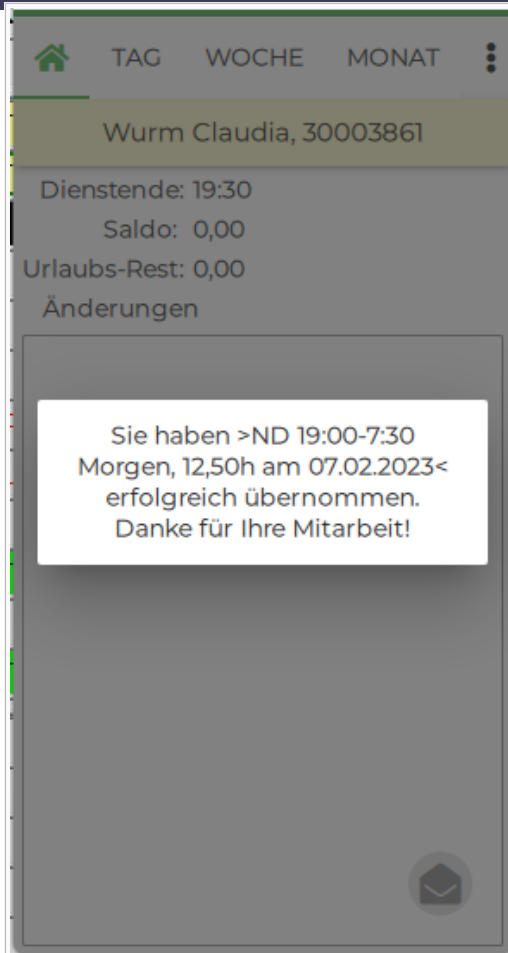 TAG WOCHE MONAT
Wurm Claudia, 30003861
Dienstende: 19:30
Saldo: 0,00
Urlaubs-Rest: 0,00
Änderungen
Sie haben >ND 19:00-7:30
Morgen, 12,50h am 07.02.2023<
erfolgreich übernommen.
Danke für Ihre Mitarbeit!